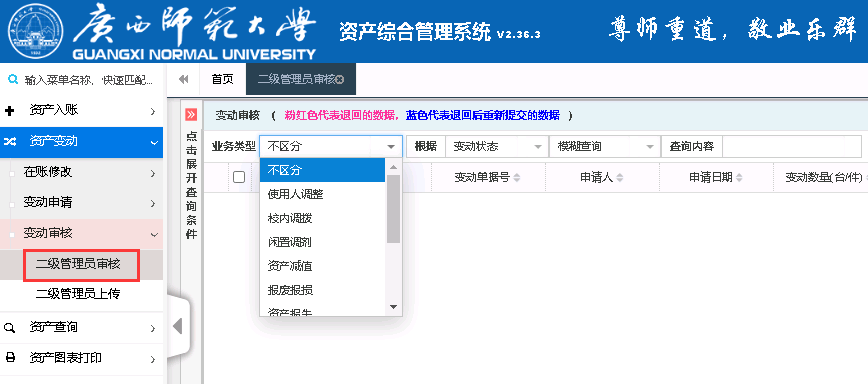 廣西師範大學
GUANGXI NORMAL UNIVERSITY
资产综合管理系统 V2.36.3
尊师重道，敬业乐群
输入菜单名称，快速匹配...
首页
二级管理员审核
资产入账
资产变动
在账修改
变动申请
变动审核
二级管理员审核
二级管理员上传
资产查询
资产图表打印
点击展开查询条件
变动审核 （ 粉红色代表退回的数据，蓝色代表退回后重新提交的数据 ）
业务类型 不区分 根据 变动状态 模糊查询 查询内容
变动单据号 申请人 申请日期 变动数量(台/件)
不区分
使用人调整
校内调拨
闲置调剂
资产减值
报废报损
资产报失